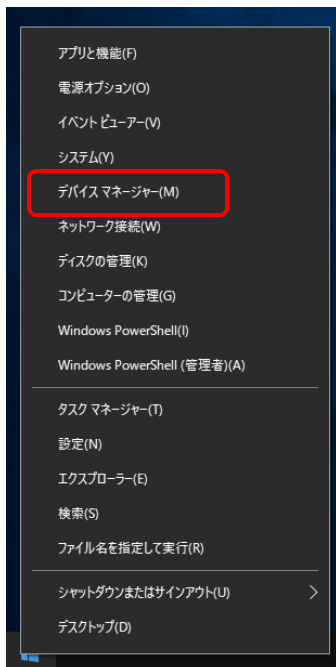 アプリと機能(F)
電源オプション(O)
イベント ビューアー(V)
システム(Y)
デバイス マネージャー(M)
ネットワーク接続(W)
ディスクの管理(K)
コンピューターの管理(G)
Windows PowerShell(I)
Windows PowerShell (管理者)(A)
タスク マネージャー(T)
設定(N)
エクスプローラー(E)
検索(S)
ファイル名を指定して実行(R)
シャットダウンまたはサインアウト(U)
デスクトップ(D)